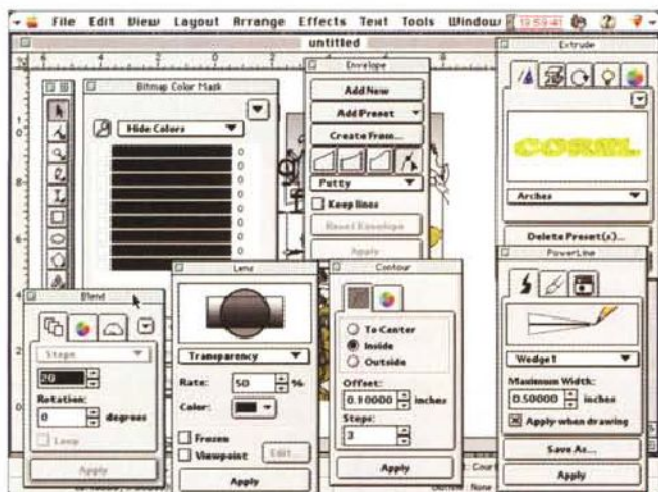 File Edit View Layout Arrange Effects Text Tools Window 19:59:41
untitled
Bitmap Color Mask
Hide Colors
0
0
0
0
0
0
0
0
Envelope
Add New
Add Preset
Create From...
Putty
Keep lines
Reset Envelope
Apply
Extrude
COREL
Arches
Delete Preset(s)...
PowerLine
Wedge1
Maximum Width:
0.50000 inches
Apply when drawing
Save As...
Apply
Blend
Steps
20
Rotation:
0 degrees
Loop
Apply
Lens
Transparency
Rate: 50 %
Color:
Frozen
Viewpoint Edit...
Apply
Contour
To Center
Inside
Outside
Offset:
0.10000 inches
Steps:
3
Apply